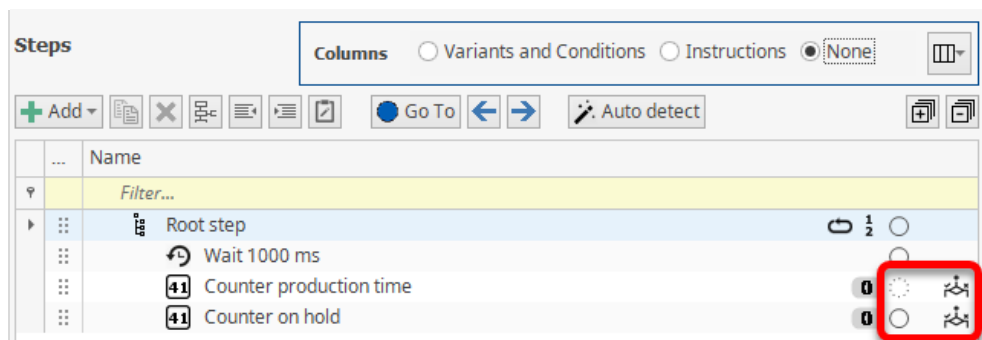 Steps
Columns Variants and Conditions Instructions None
Add Go To Auto detect
... Name
Filter...
Root step 1 2
Wait 1000 ms
41 Counter production time 0
41 Counter on hold 0